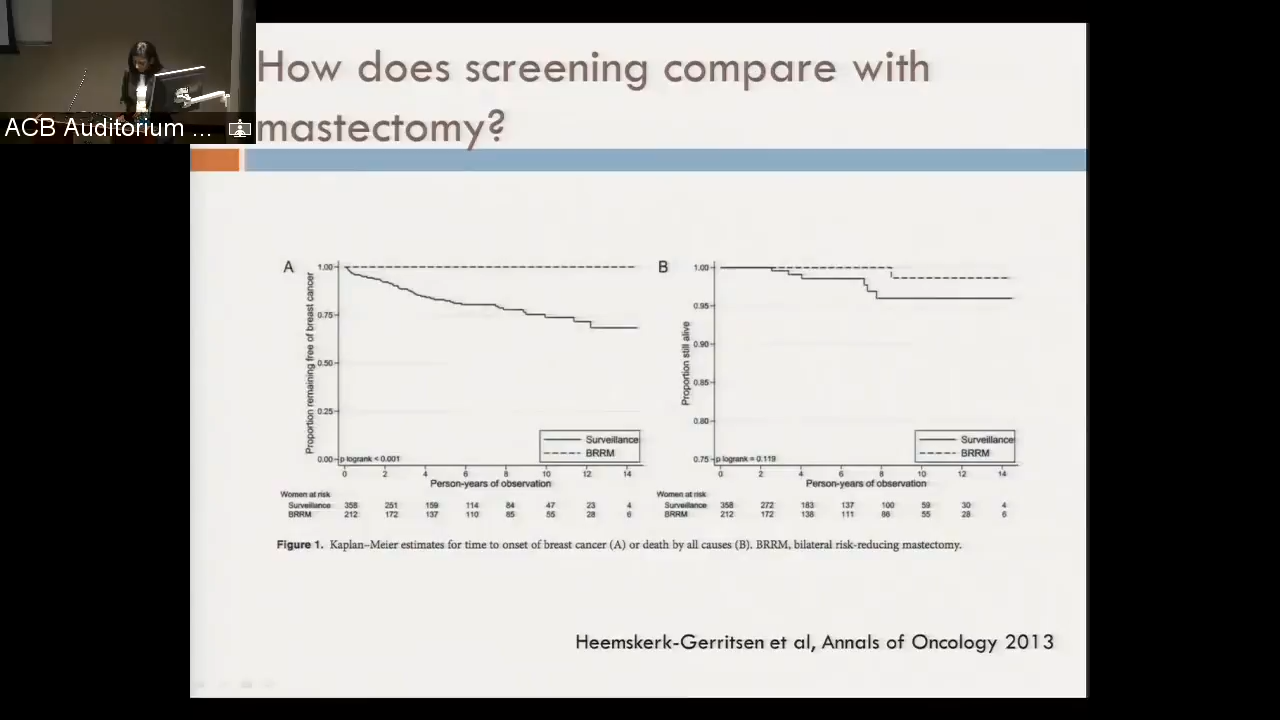 How does screening compare with
mastectomy?
ACB Auditorium ...
A
Proportion remaining free of breast cancer
1.00
0.75
0.50
0.25
0.00
p logrank < 0.001
Surveillance
BRRM
0 2 4 6 8 10 12 14
Person-years of observation
Women at risk
Surveillance 358 251 159 114 84 47 23 4
BRRM 212 172 137 110 85 55 28 6
B
Proportion still alive
1.00
0.95
0.90
0.85
0.80
0.75
p logrank = 0.119
Surveillance
BRRM
0 2 4 6 8 10 12 14
Person-years of observation
Women at risk
Surveillance 358 272 183 137 100 59 30 4
BRRM 212 172 138 111 86 55 28 6
Figure 1. Kaplan–Meier estimates for time to onset of breast cancer (A) or death by all causes (B). BRRM, bilateral risk-reducing mastectomy.
Heemskerk-Gerritsen et al, Annals of Oncology 2013